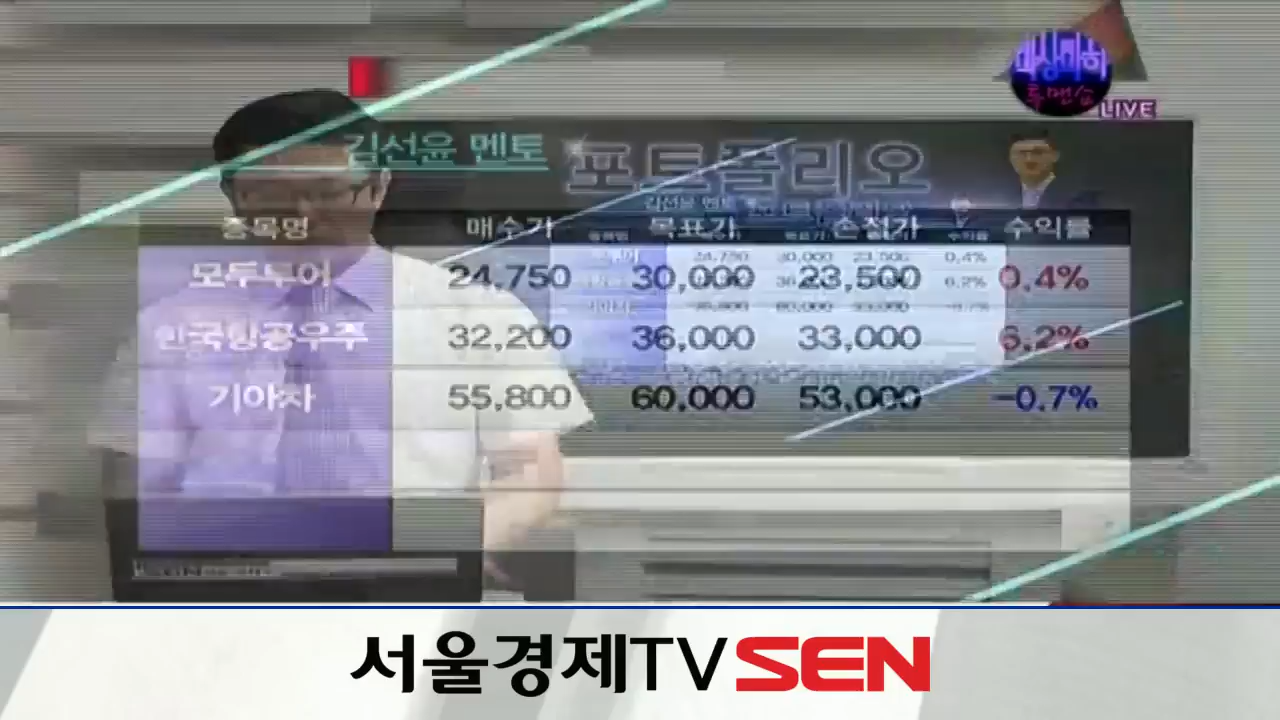 LIVE
김선윤 멘토
포트폴리오
종목명 매수가 목표가 손절가 수익률
모두투어 24,750 30,000 23,500 0.4%
한국항공우주 32,200 36,000 33,000 6.2%
기아차 55,800 60,000 53,000 -0.7%
서울경제TV SEN